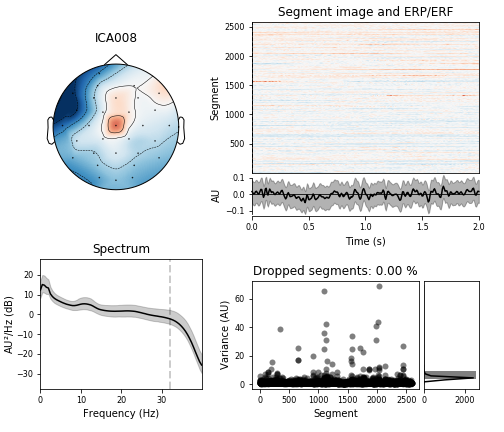 ICA008
Segment image and ERP/ERF
2500
2000
1500
1000
500
Segment
0.1
0.0
−0.1
AU
0.0 0.5 1.0 1.5 2.0
Time (s)
Spectrum
20
10
0
−10
−20
−30
AU²/Hz (dB)
0 10 20 30
Frequency (Hz)
Dropped segments: 0.00 %
60
40
20
0
Variance (AU)
0 500 1000 1500 2000 2500
Segment
0 2000